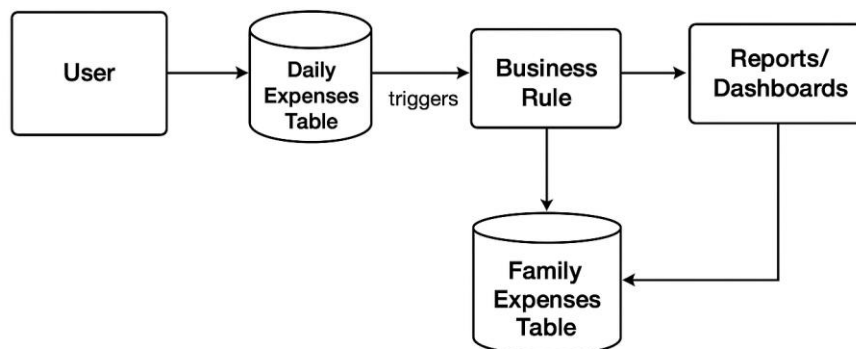 User
Daily
Expenses
Table
triggers
Business
Rule
Reports/
Dashboards
Family
Expenses
Table